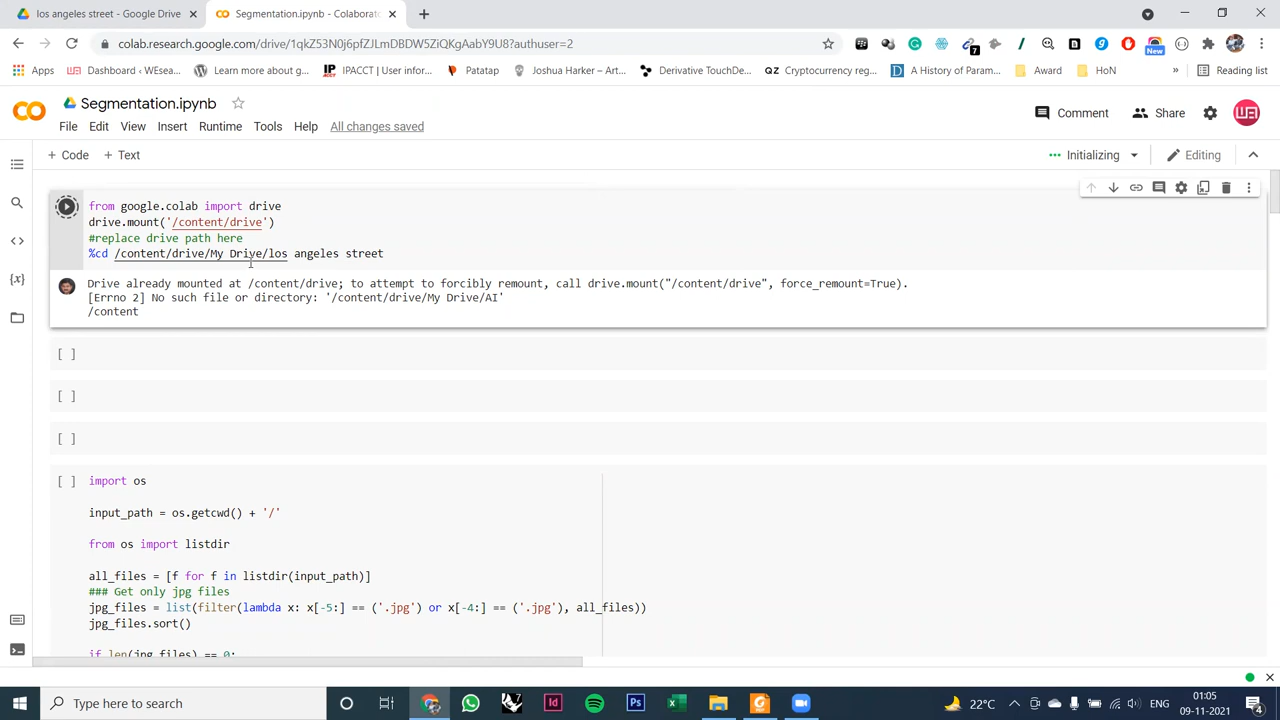 los angeles street - Google Drive
Segmentation.ipynb - Colaborato
colab.research.google.com/drive/1qkZ53N0j6pfZJLmDBDW5ZiQKgAabY9U8?authuser=2
Apps
Dashboard ‹ WEsea...
Learn more about g...
IPACCT | User infor...
Patatap
Joshua Harker – Art...
Derivative TouchDe...
Cryptocurrency reg...
A History of Param...
Award
HoN
»
Reading list
Segmentation.ipynb
File Edit View Insert Runtime Tools Help All changes saved
Comment
Share
+ Code + Text
Initializing
Editing
from google.colab import drive
drive.mount('/content/drive')
#replace drive path here
%cd /content/drive/My Drive/los angeles street
Drive already mounted at /content/drive; to attempt to forcibly remount, call drive.mount("/content/drive", force_remount=True).
[Errno 2] No such file or directory: '/content/drive/My Drive/AI'
/content
[ ]
[ ]
[ ]
[ ] import os
input_path = os.getcwd() + '/'
from os import listdir
all_files = [f for f in listdir(input_path)]
### Get only jpg files
jpg_files = list(filter(lambda x: x[-5:] == ('.jpg') or x[-4:] == ('.jpg'), all_files))
jpg_files.sort()
if len(jpg_files) == 0:
Type here to search
22°C
ENG
01:05
09-11-2021